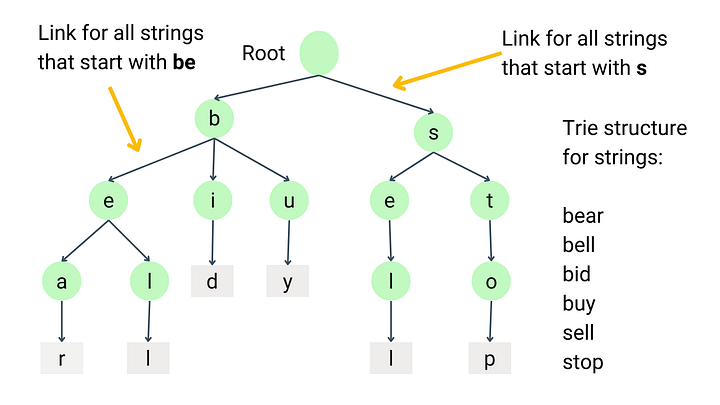 Link for all strings
that start with be
Root
Link for all strings
that start with s
b
s
Trie structure
for strings:
e
i
u
e
t
bear
bell
a
l
d
y
l
o
bid
buy
sell
stop
r
l
l
p